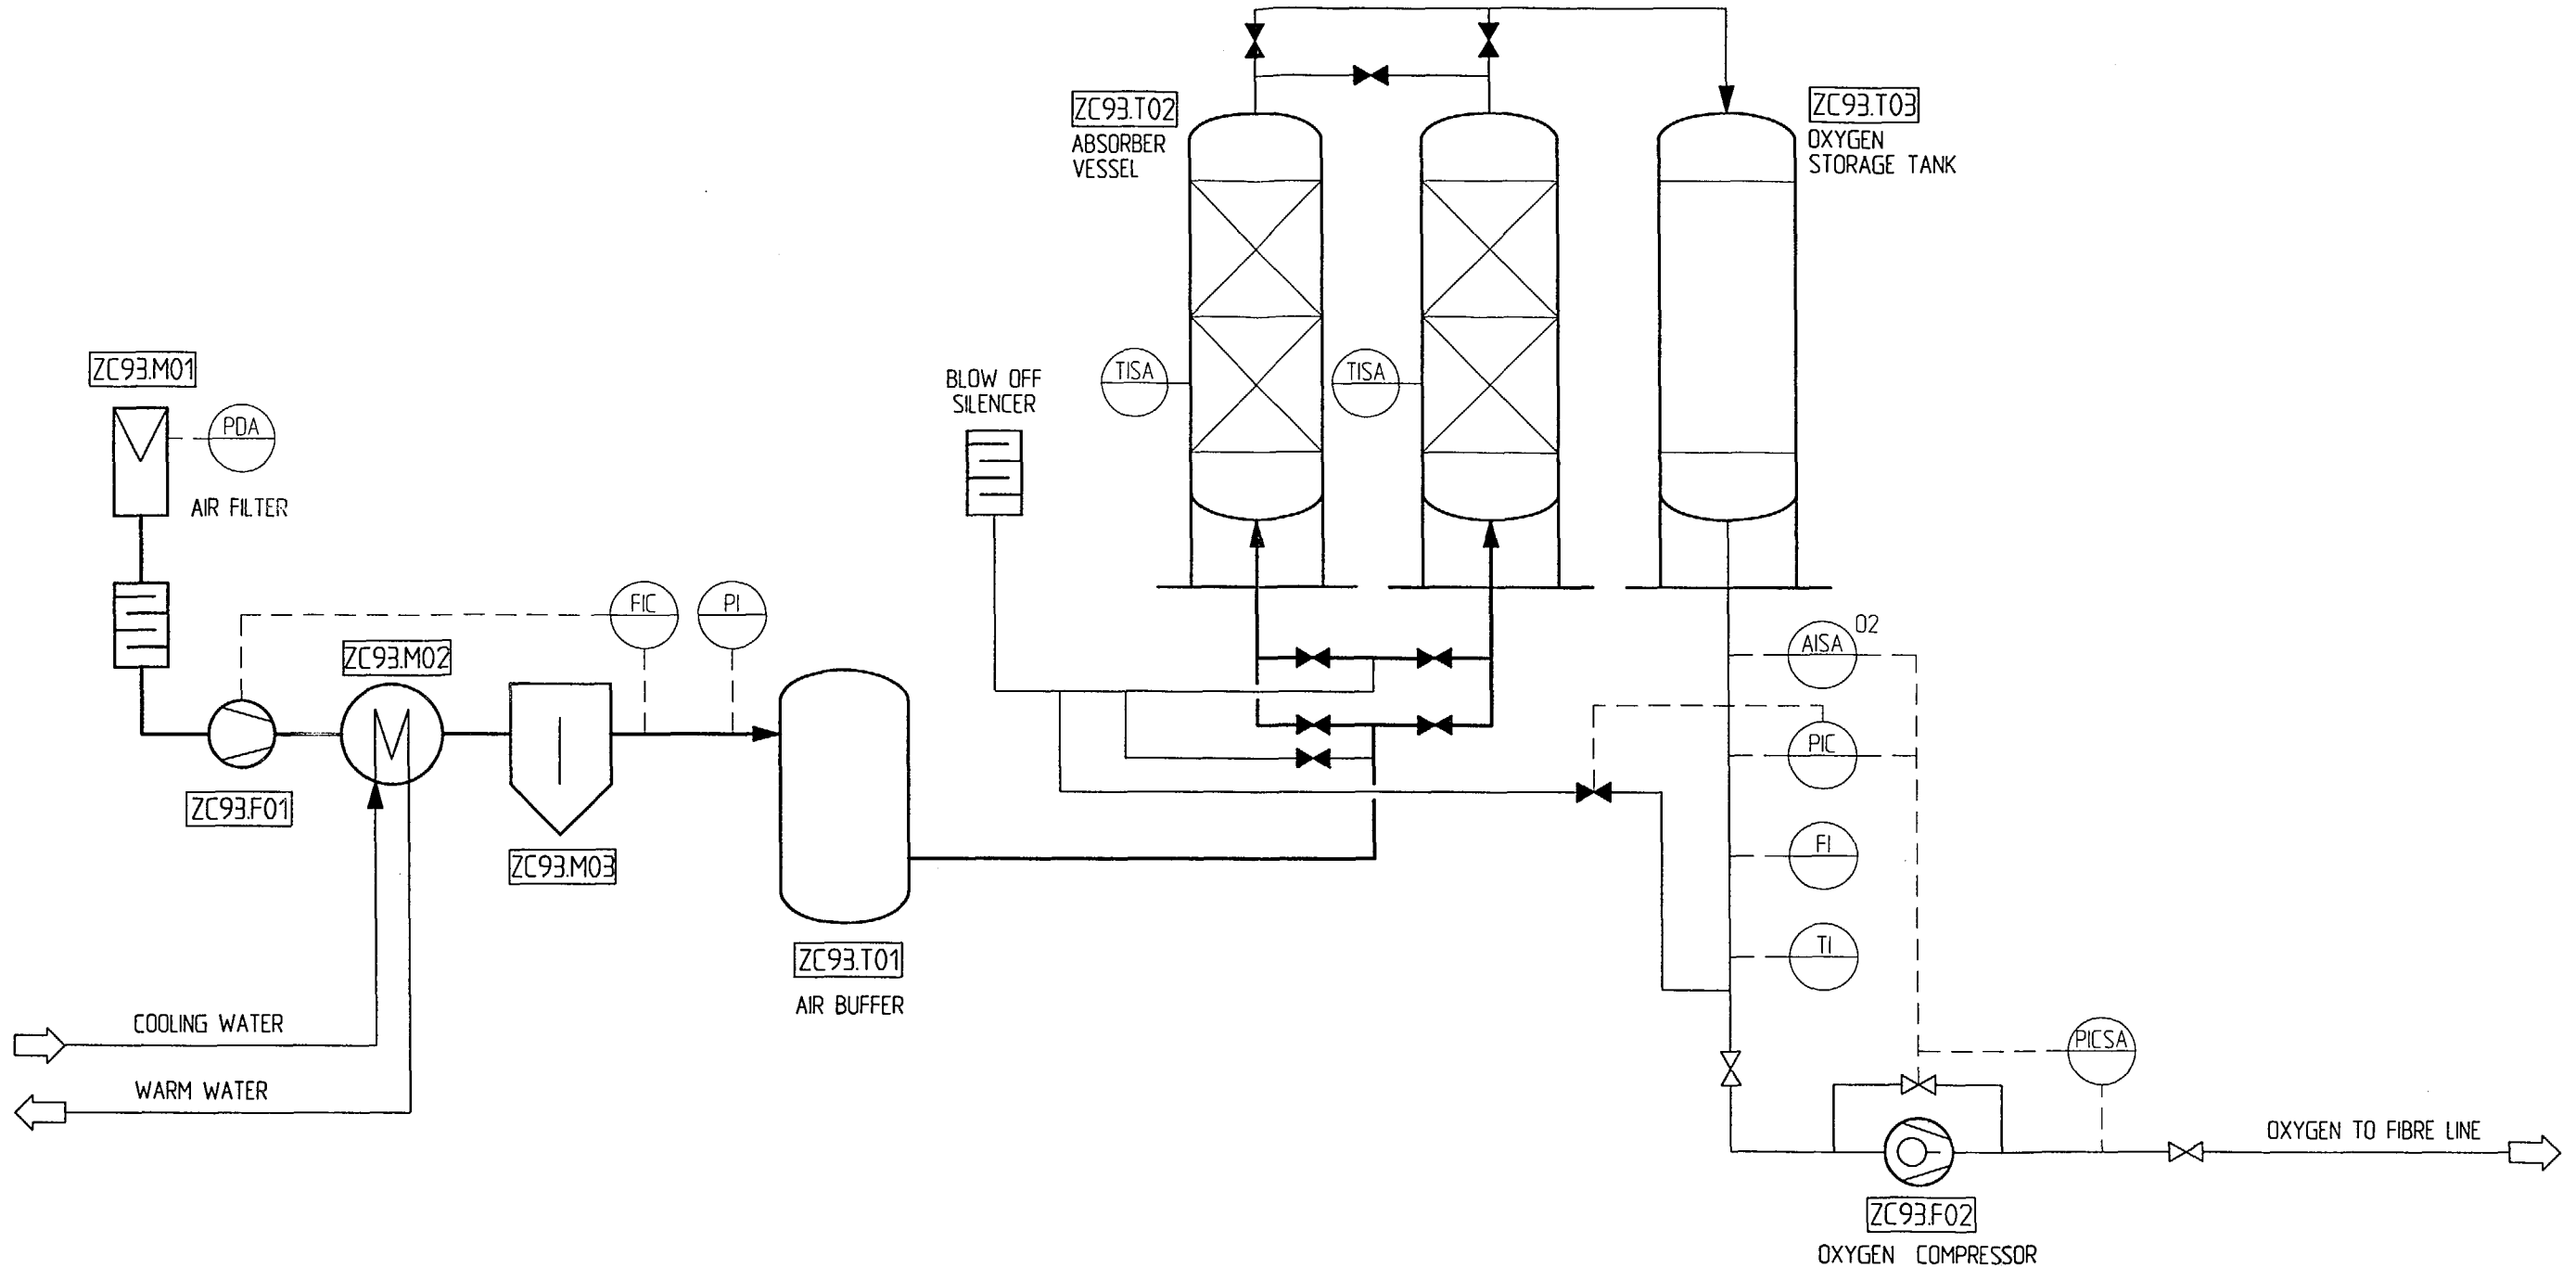 ZC93.T02
ABSORBER
VESSEL
ZC93.T03
OXYGEN
STORAGE TANK
ZC93.M01
PDA
AIR FILTER
BLOW OFF
SILENCER
TISA
TISA
FIC
PI
ZC93.M02
ZC93.F01
ZC93.M03
ZC93.T01
AIR BUFFER
COOLING WATER
WARM WATER
AISA
O2
PIC
FI
TI
PICSA
OXYGEN TO FIBRE LINE
ZC93.F02
OXYGEN COMPRESSOR